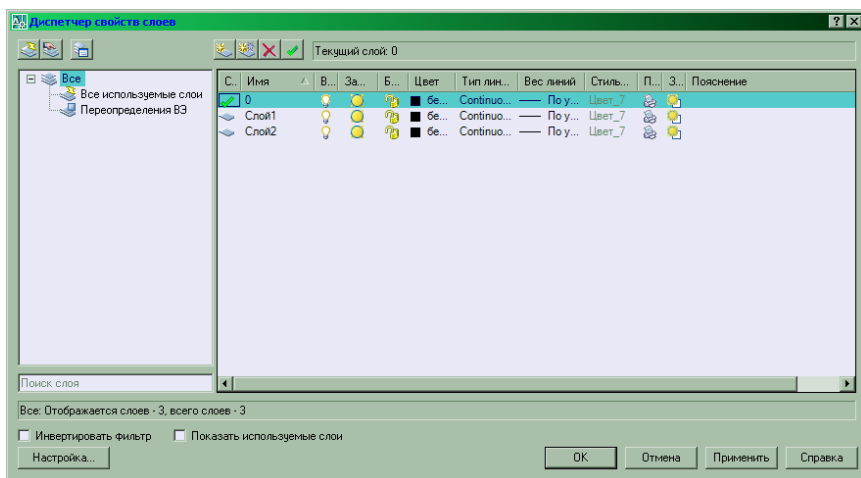 Диспетчер свойств слоев
Текущий слой: 0
Все
Все используемые слои
Переопределения ВЭ
С.. Имя В... За... Б... Цвет Тип лин... Вес линий Стиль... П... З... Пояснение
0 бе... Continuo... По у... Цвет_7
Слой1 бе... Continuo... По у... Цвет_7
Слой2 бе... Continuo... По у... Цвет_7
Поиск слоя
Все: Отображается слоев - 3, всего слоев - 3
Инвертировать фильтр Показать используемые слои
Настройка... OK Отмена Применить Справка